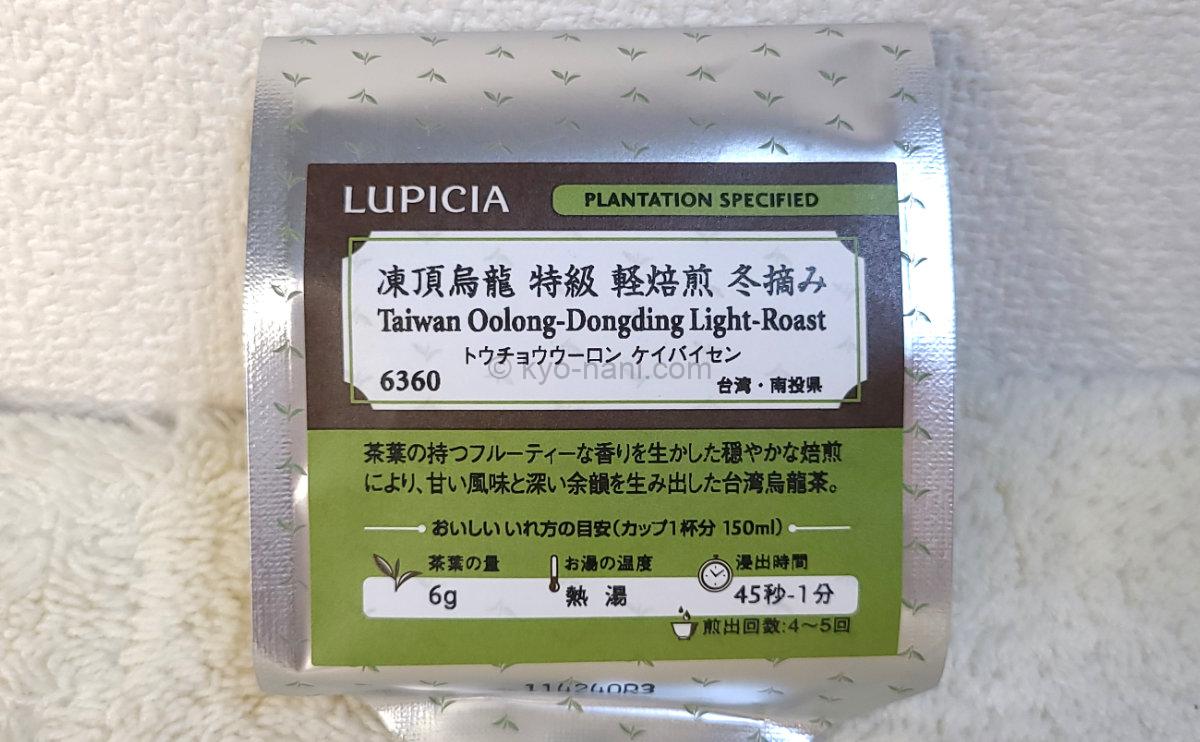 LUPICIA
PLANTATION SPECIFIED
凍頂烏龍 特級 軽焙煎 冬摘み
Taiwan Oolong-Dongding Light-Roast
トウチョウウーロン ケイバイセン
© kyo-nani.com
6360
台湾・南投県
茶葉の持つフルーティーな香りを生かした穏やかな焙煎
により、甘い風味と深い余韻を生み出した台湾烏龍茶。
おいしい いれ方の目安(カップ1杯分 150ml)
茶葉の量
お湯の温度
浸出時間
6g
熱 湯
45秒-1分
煎出回数:4〜5回